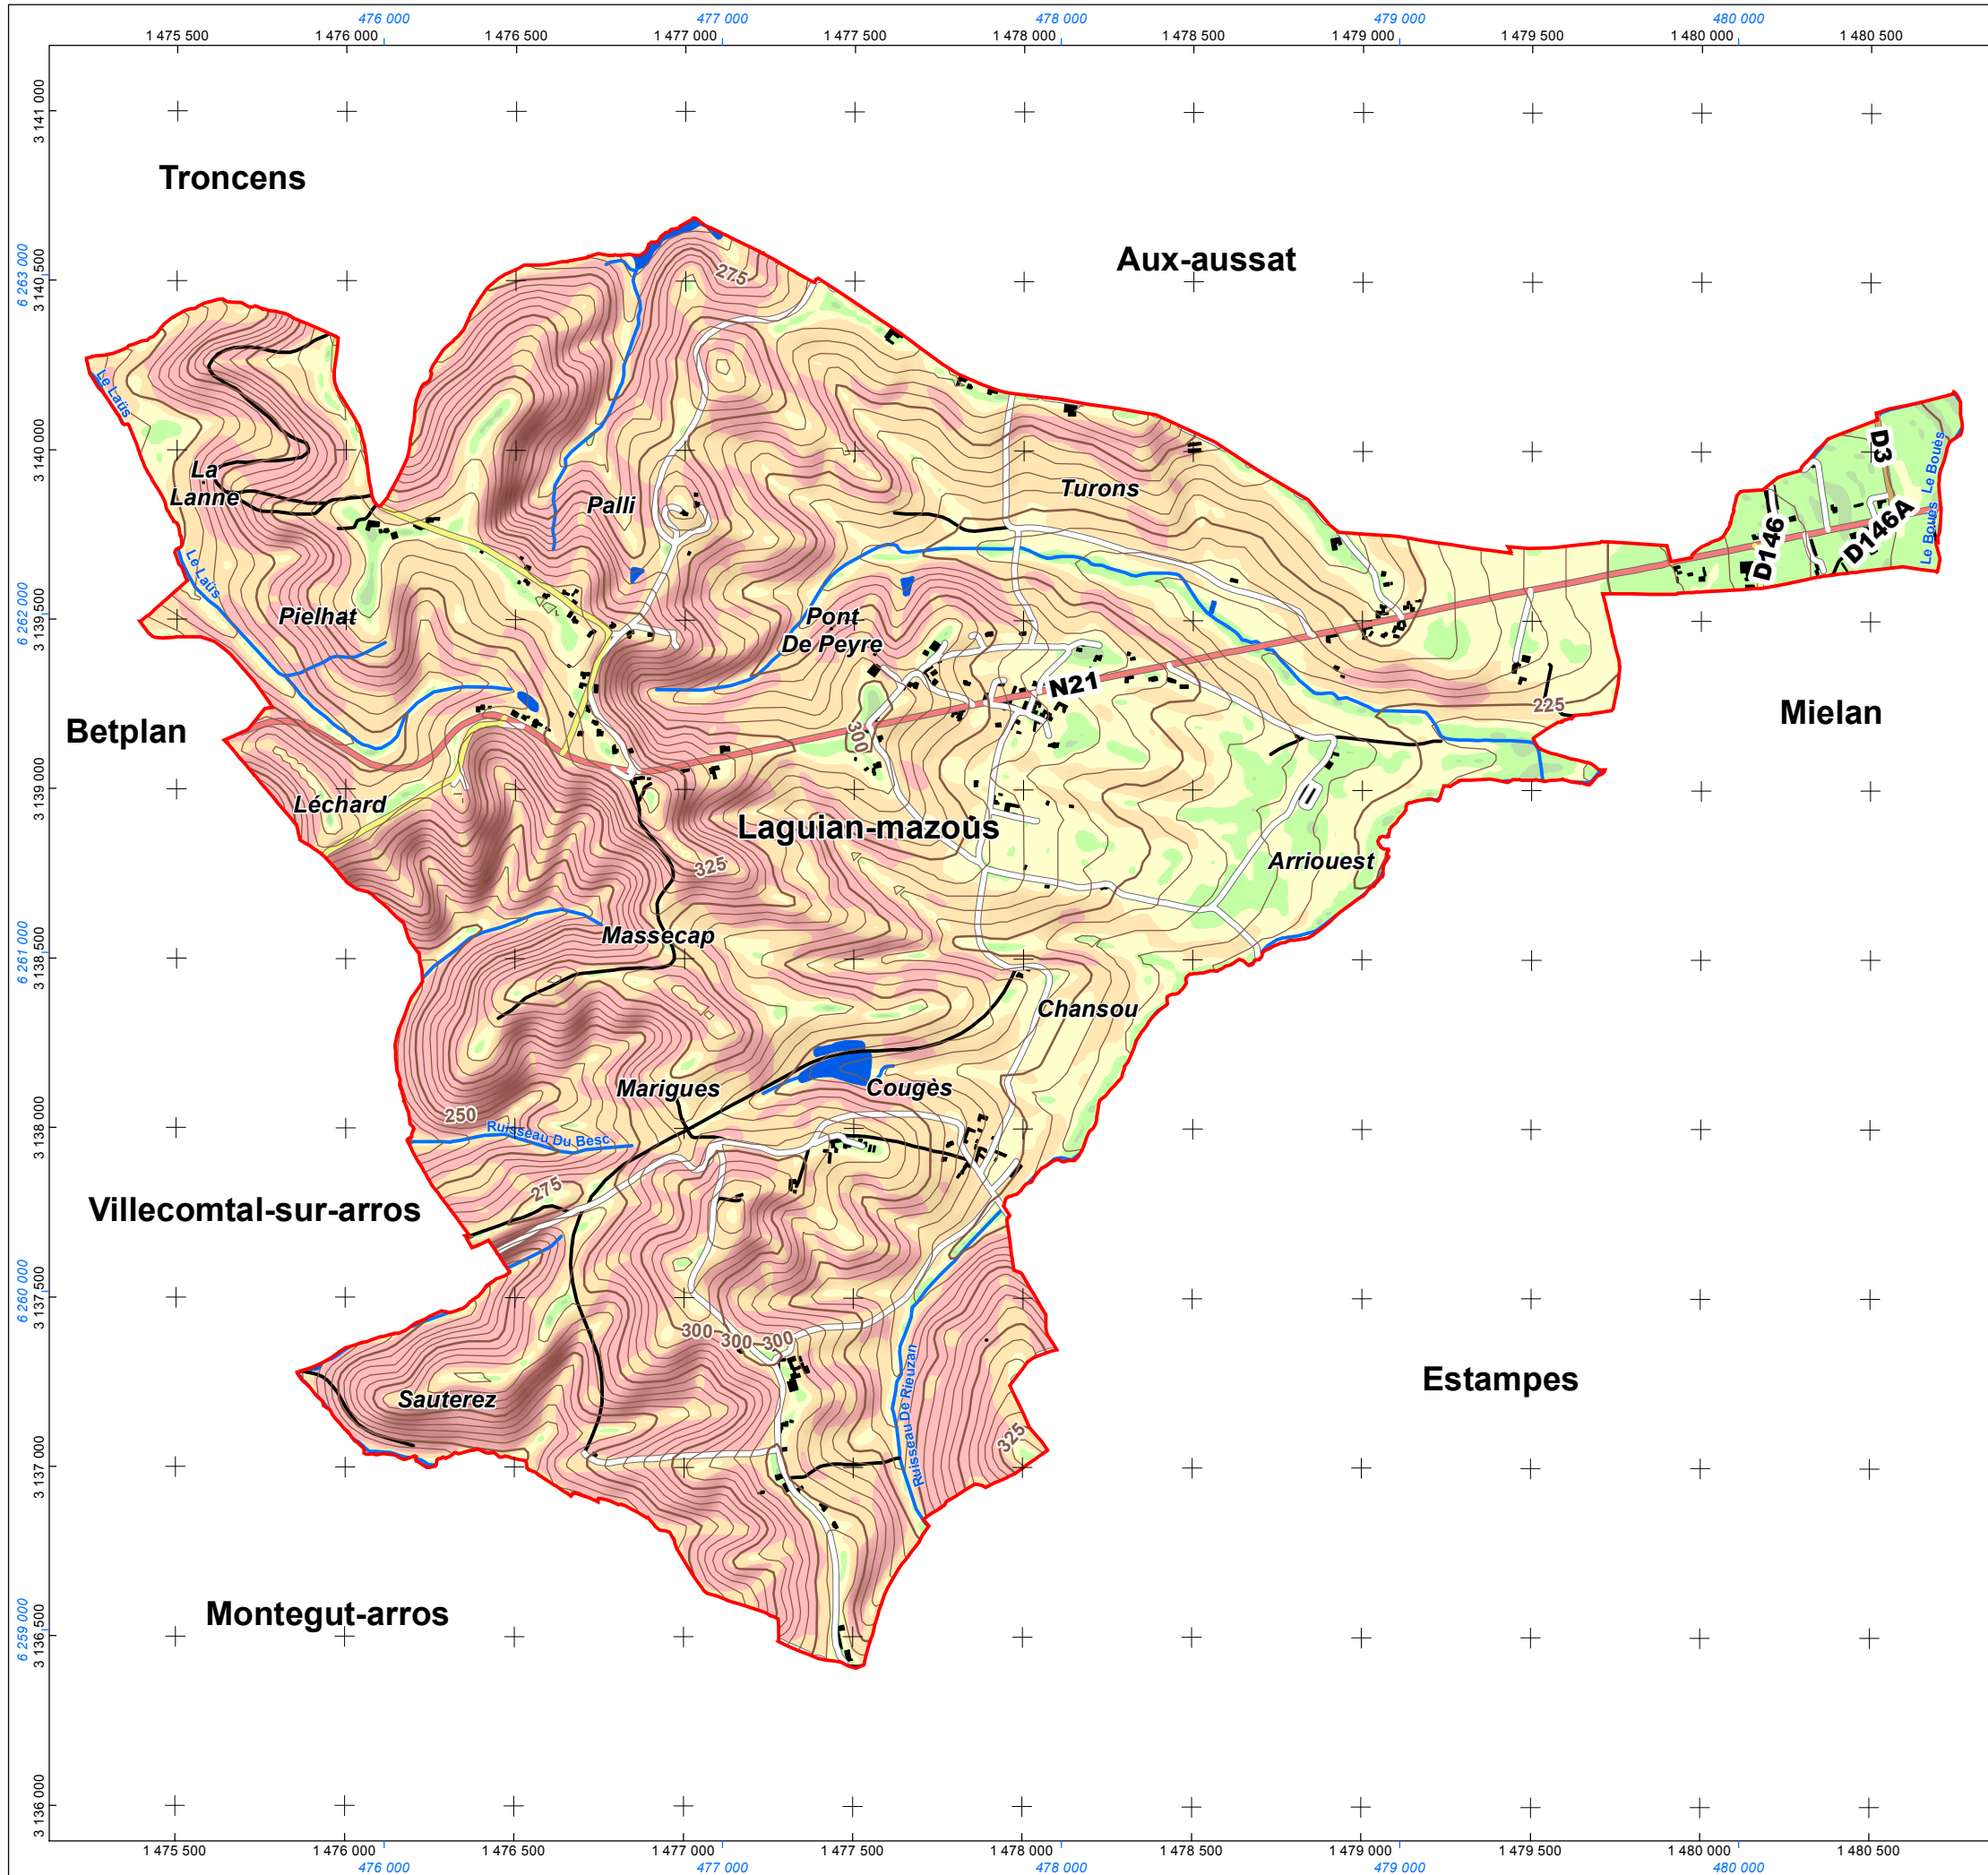 476 000 477 000 478 000 479 000 480 000
1 475 500 1 476 000 1 476 500 1 477 000 1 477 500 1 478 000 1 478 500 1 479 000 1 479 500 1 480 000 1 480 500
3 141 000
Troncens
Aux-aussat
6 263 000
3 140 500
275
Le Laüs
3 140 000
La
Lanne
Palli
Turons
D3
Le Bouès
Le Bouès
D146
D146A
6 262 000
3 139 500
Le Laüs
Pielhat
Pont
De Peyre
N21
225
Betplan
Mielan
300
3 139 000
Léchard
Laguian-mazous
325
Arriouest
6 261 000
3 138 500
Massecap
Chansou
Marigues
Cougès
3 138 000
250
Ruisseau Du Besc
275
Villecomtal-sur-arros
6 260 000
3 137 500
300
300
300
Ruisseau De Rieuzan
Estampes
Sauterez
325
3 137 000
Montegut-arros
6 259 000
3 136 500
3 136 000
1 475 500 1 476 000 1 476 500 1 477 000 1 477 500 1 478 000 1 478 500 1 479 000 1 479 500 1 480 000 1 480 500
476 000 477 000 478 000 479 000 480 000